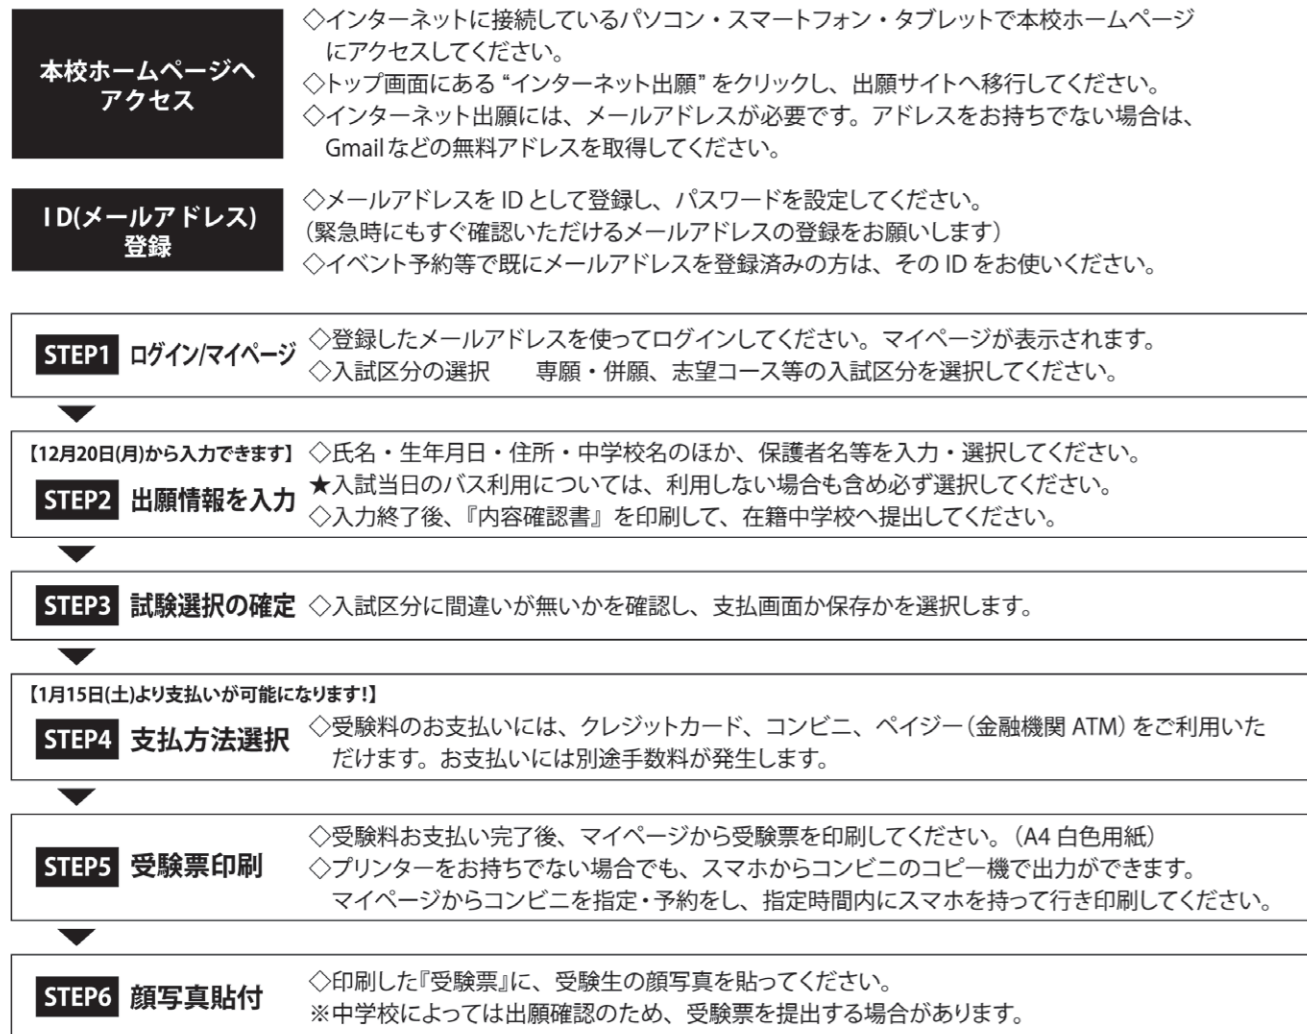 本校ホームページへ
アクセス
◇インターネットに接続しているパソコン・スマートフォン・タブレットで本校ホームページ
にアクセスしてください。
◇トップ画面にある “インターネット出願” をクリックし、出願サイトへ移行してください。
◇インターネット出願には、メールアドレスが必要です。アドレスをお持ちでない場合は、
Gmailなどの無料アドレスを取得してください。
ID(メールアドレス)
登録
◇メールアドレスを ID として登録し、パスワードを設定してください。
(緊急時にもすぐ確認いただけるメールアドレスの登録をお願いします)
◇イベント予約等で既にメールアドレスを登録済みの方は、その ID をお使いください。
STEP1 ログイン/マイページ
◇登録したメールアドレスを使ってログインしてください。マイページが表示されます。
◇入試区分の選択　　専願・併願、志望コース等の入試区分を選択してください。
【12月20日(月)から入力できます】
STEP2 出願情報を入力
◇氏名・生年月日・住所・中学校名のほか、保護者名等を入力・選択してください。
★入試当日のバス利用については、利用しない場合も含め必ず選択してください。
◇入力終了後、『内容確認書』を印刷して、在籍中学校へ提出してください。
STEP3 試験選択の確定
◇入試区分に間違いが無いかを確認し、支払画面か保存かを選択します。
【1月15日(土)より支払いが可能になります!】
STEP4 支払方法選択
◇受験料のお支払いには、クレジットカード、コンビニ、ペイジー(金融機関 ATM) をご利用いた
だけます。お支払いには別途手数料が発生します。
STEP5 受験票印刷
◇受験料お支払い完了後、マイページから受験票を印刷してください。(A4 白色用紙)
◇プリンターをお持ちでない場合でも、スマホからコンビニのコピー機で出力ができます。
マイページからコンビニを指定・予約をし、指定時間内にスマホを持って行き印刷してください。
STEP6 顔写真貼付
◇印刷した『受験票』に、受験生の顔写真を貼ってください。
※中学校によっては出願確認のため、受験票を提出する場合があります。